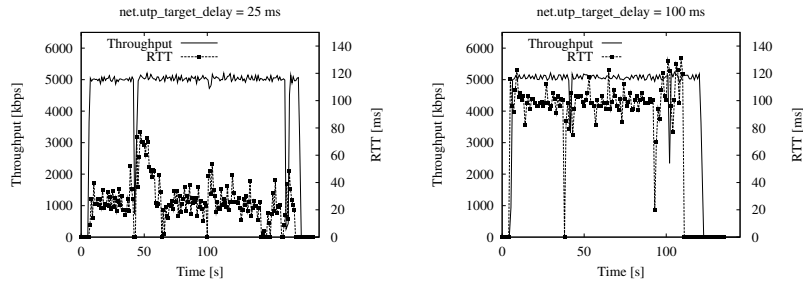 net.utp_target_delay = 25 ms
Throughput
RTT
Throughput [kbps]
6000
5000
4000
3000
2000
1000
0
140
120
100
80
60
40
20
0
RTT [ms]
0 50 100
Time [s]
net.utp_target_delay = 100 ms
Throughput
RTT
Throughput [kbps]
6000
5000
4000
3000
2000
1000
0
140
120
100
80
60
40
20
0
RTT [ms]
0 50 100
Time [s]